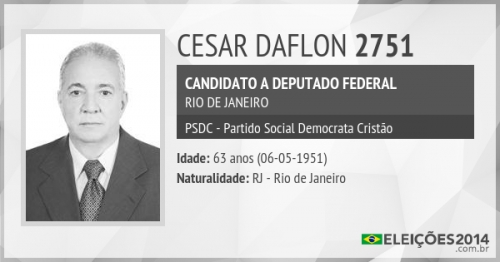 CESAR DAFLON 2751
CANDIDATO A DEPUTADO FEDERAL
RIO DE JANEIRO
PSDC - Partido Social Democrata Cristão
Idade: 63 anos (06-05-1951)
Naturalidade: RJ - Rio de Janeiro
ELEIÇÕES2014
.com.br